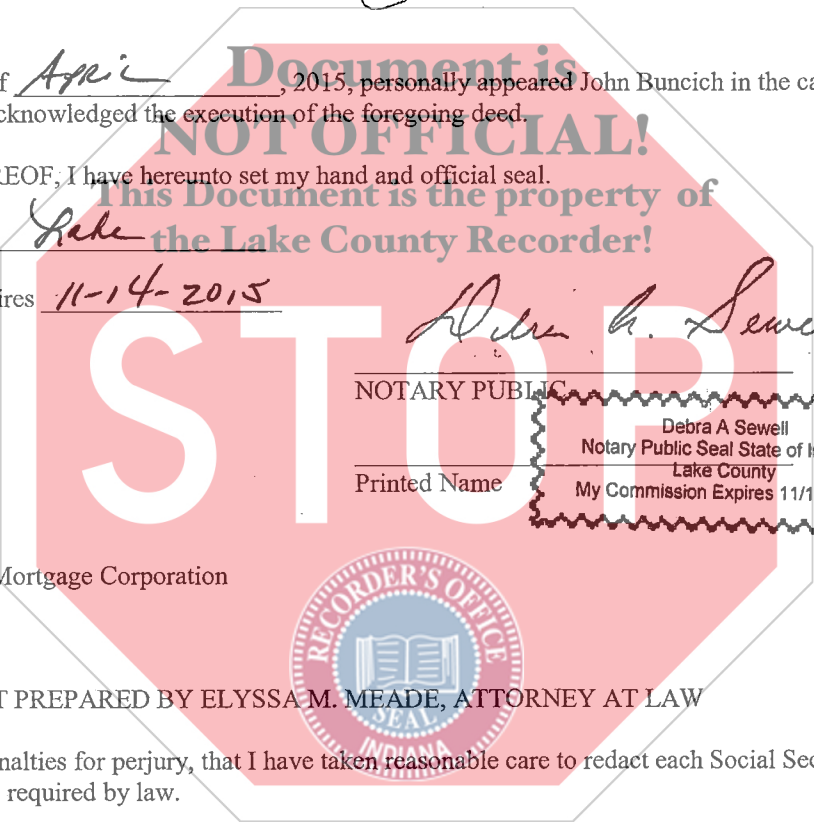 f April, 2015, personally appeared John Buncich in the ca
cknowledged the execution of the foregoing deed.
REOF, I have hereunto set my hand and official seal.
Lake
ires 11-14-2015
Debra A. Sewe
NOTARY PUBLIC
Printed Name
Debra A Sewell
Notary Public Seal State of I
Lake County
My Commission Expires 11/1
Mortgage Corporation
T PREPARED BY ELYSSA M. MEADE, ATTORNEY AT LAW
nalties for perjury, that I have taken reasonable care to redact each Social Sec
required by law.
Document is
NOT OFFICIAL!
This Document is the property of
the Lake County Recorder!
STOP
RECORDER'S OFFICE
SEAL
INDIANA